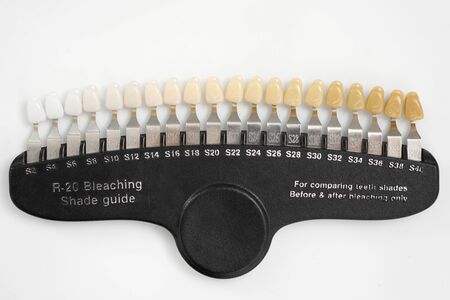 S2 S4 S6 S8 S10 S12 S14 S16 S18 S20 S22 S24 S26 S28 S30 S32 S34 S36 S38 S40
R-20 Bleaching
Shade guide
For comparing teeth shades
Before & after bleaching only